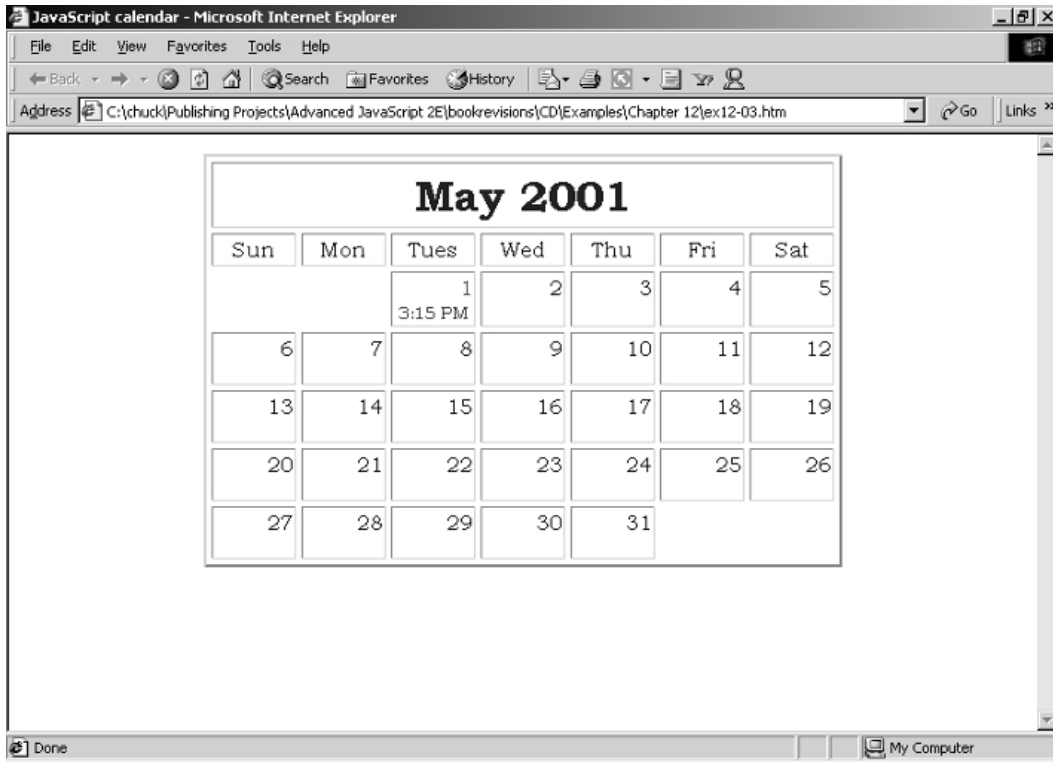 JavaScript calendar - Microsoft Internet Explorer
File Edit View Favorites Tools Help
Back Search Favorites History
Address C:\chuck\Publishing Projects\Advanced JavaScript 2E\bookrevisions\CD\Examples\Chapter 12\ex12-03.htm Go Links »
May 2001
Sun Mon Tues Wed Thu Fri Sat
1 2 3 4 5
3:15 PM
6 7 8 9 10 11 12
13 14 15 16 17 18 19
20 21 22 23 24 25 26
27 28 29 30 31
Done My Computer